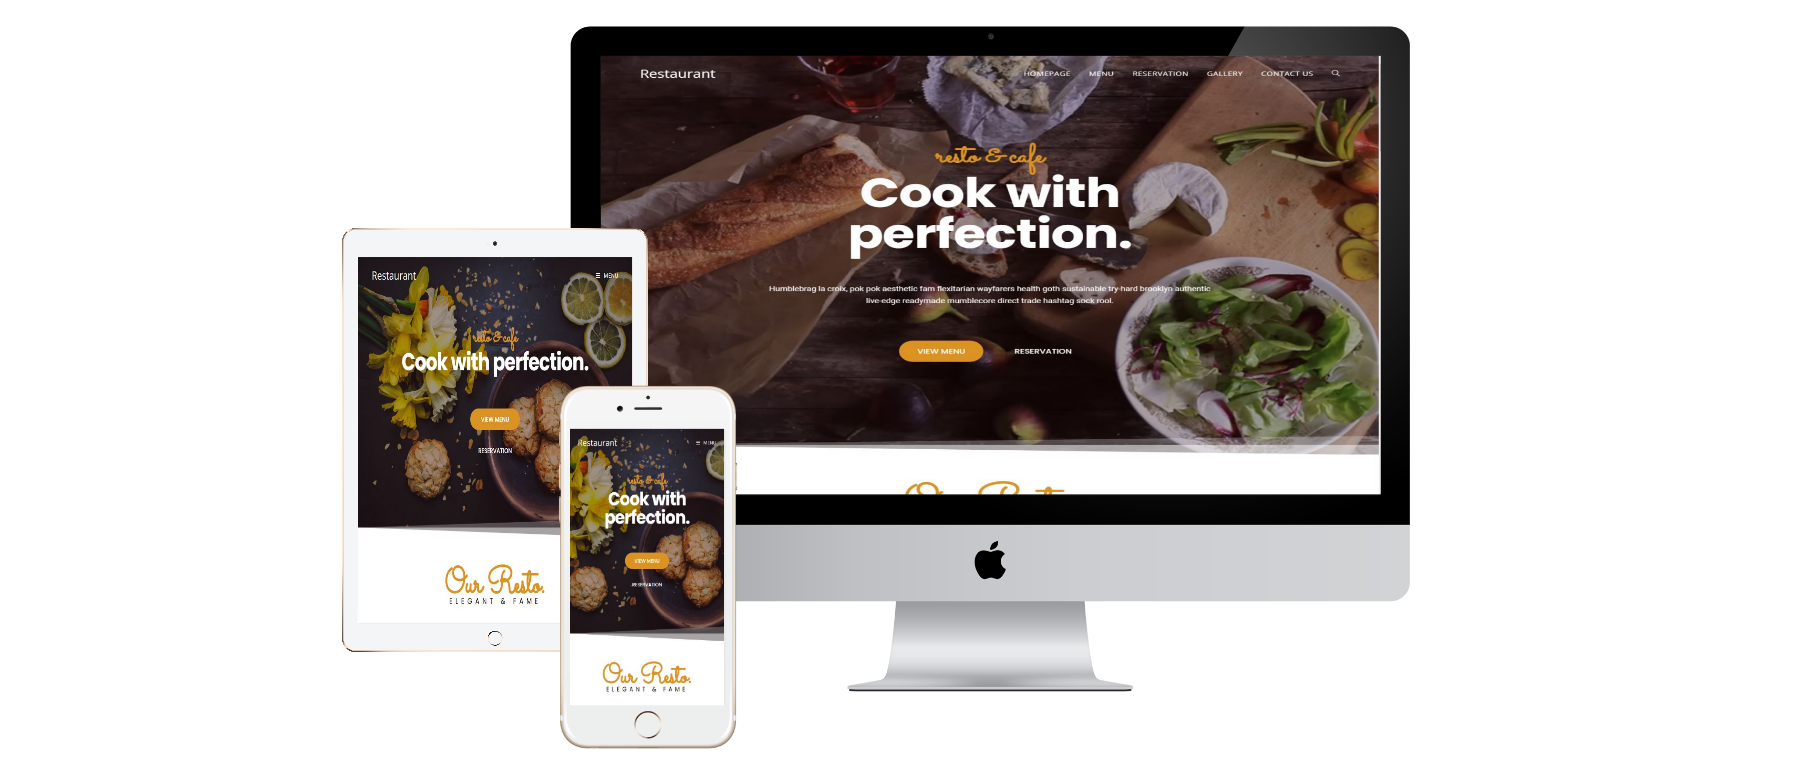 Restaurant
HOMEPAGE MENU RESERVATION GALLERY CONTACT US
resto & cafe
Cook with
perfection.
Humblebrag la croix, pok pok aesthetic fam flexitarian wayfarers health goth sustainable try-hard brooklyn authentic
live-edge readymade mumblecore direct trade hashtag sock rool.
VIEW MENU RESERVATION
Our Resto
Restaurant
☰ MENU
resto & cafe
Cook with perfection.
VIEW MENU
RESERVATION
Our Resto.
ELEGANT & FAME
Restaurant
☰ MENU
resto & cafe
Cook with
perfection.
VIEW MENU
RESERVATION
Our Resto.
ELEGANT & FAME